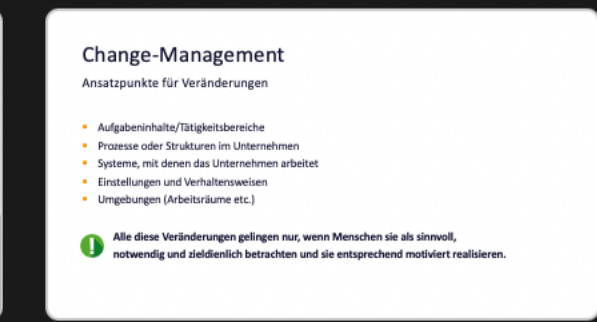 Change-Management
Ansatzpunkte für Veränderungen
Aufgabeninhalte/Tätigkeitsbereiche
Prozesse oder Strukturen im Unternehmen
Systeme, mit denen das Unternehmen arbeitet
Einstellungen und Verhaltensweisen
Umgebungen (Arbeitsräume etc.)
Alle diese Veränderungen gelingen nur, wenn Menschen sie als sinnvoll,
notwendig und zieldienlich betrachten und sie entsprechend motiviert realisieren.